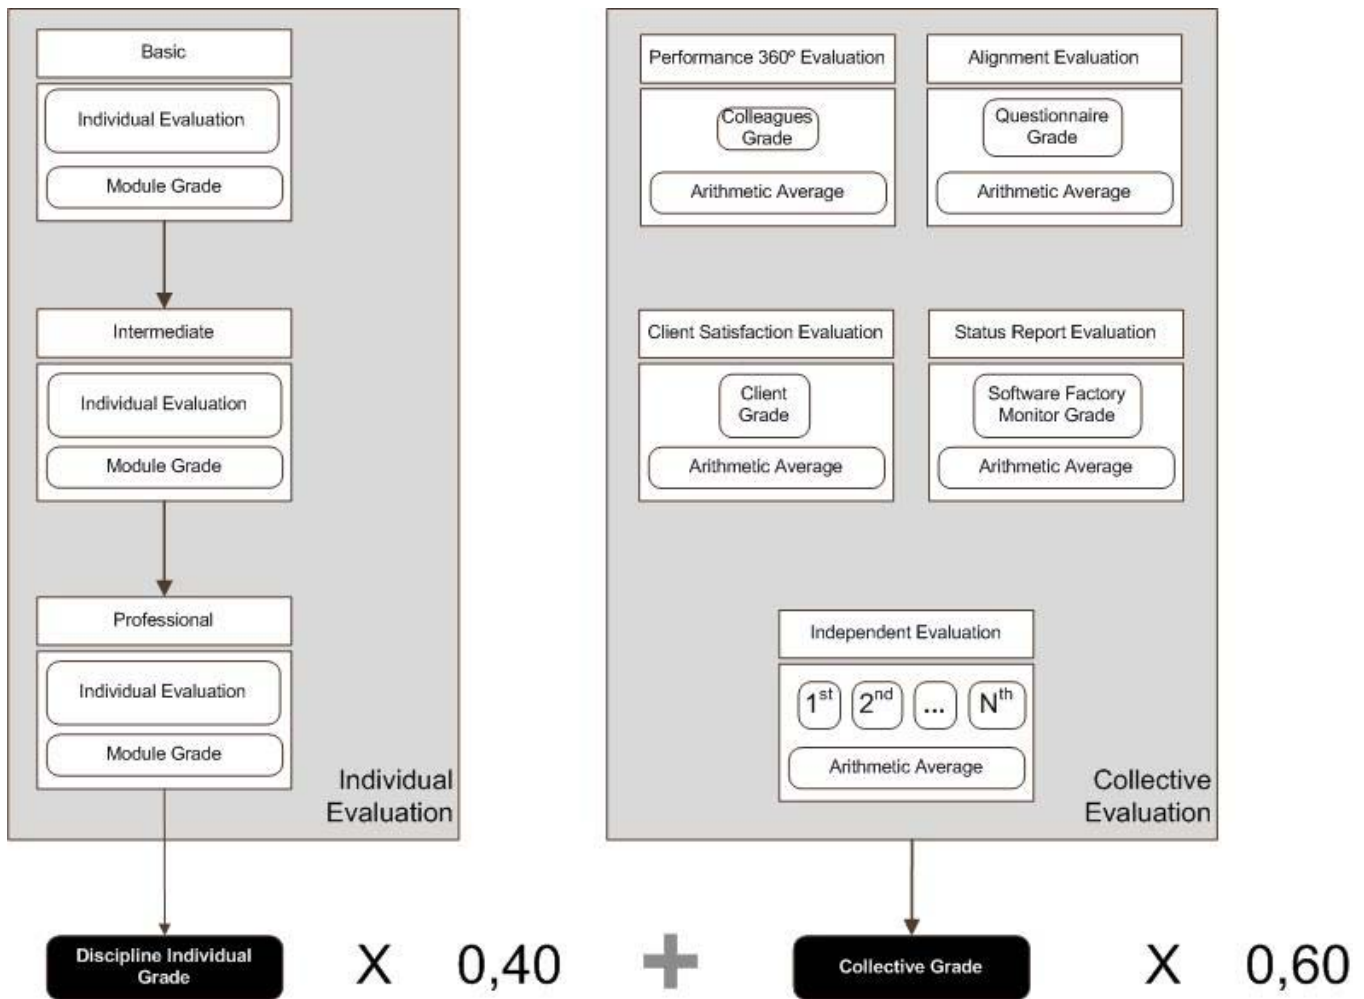 Basic
Individual Evaluation
Module Grade
Intermediate
Individual Evaluation
Module Grade
Professional
Individual Evaluation
Module Grade
Individual
Evaluation
Performance 360º Evaluation
Colleagues
Grade
Arithmetic Average
Alignment Evaluation
Questionnaire
Grade
Arithmetic Average
Client Satisfaction Evaluation
Client
Grade
Arithmetic Average
Status Report Evaluation
Software Factory
Monitor Grade
Arithmetic Average
Independent Evaluation
1st 2nd ... Nth
Arithmetic Average
Collective
Evaluation
Discipline Individual
Grade
X 0,40 +
Collective Grade
X 0,60